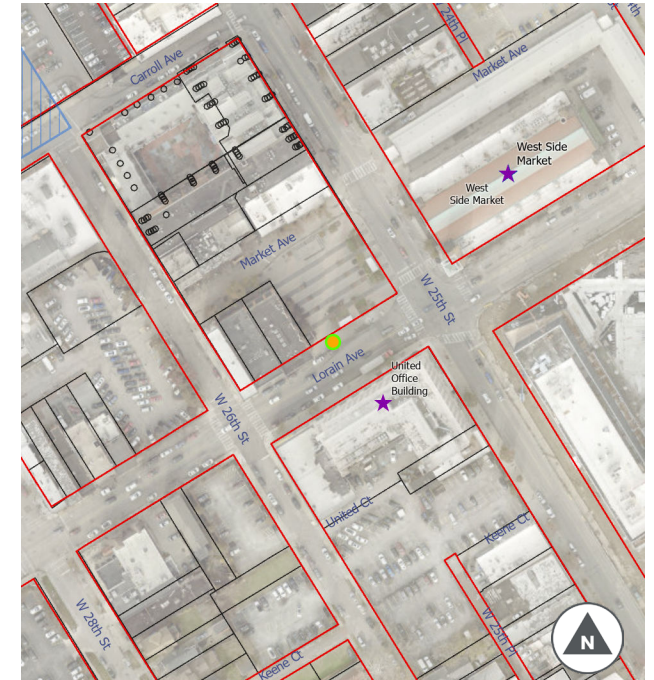 24th Pl
Carroll Ave
Market Ave
West Side
Market
West
Side Market
Market Ave
W 25th St
Lorain Ave
United
Office
Building
W 26th St
United Ct
Keene Ct
W 28th St
W 25th Pl
Keene Ct
N